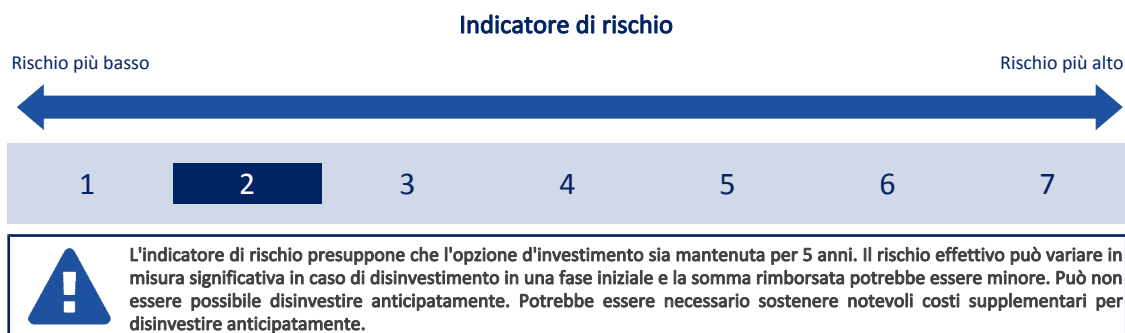 Indicatore di rischio
Rischio più basso
Rischio più alto
1 2 3 4 5 6 7
L'indicatore di rischio presuppone che l'opzione d'investimento sia mantenuta per 5 anni. Il rischio effettivo può variare in
misura significativa in caso di disinvestimento in una fase iniziale e la somma rimborsata potrebbe essere minore. Può non
essere possibile disinvestire anticipatamente. Potrebbe essere necessario sostenere notevoli costi supplementari per
disinvestire anticipatamente.